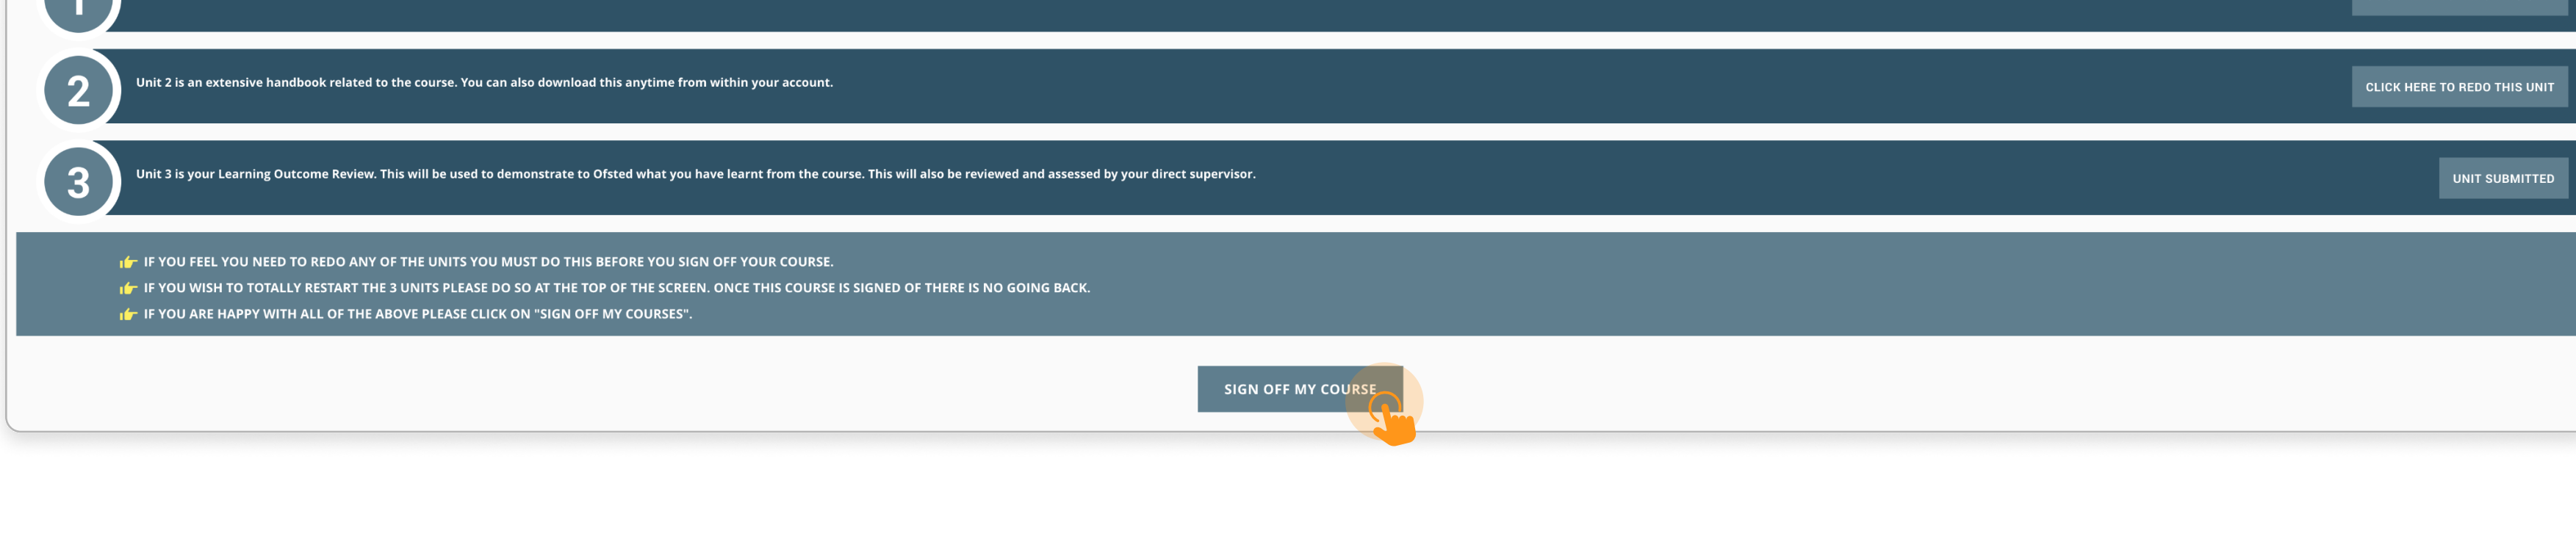 1
2
Unit 2 is an extensive handbook related to the course. You can also download this anytime from within your account.
CLICK HERE TO REDO THIS UNIT
3
Unit 3 is your Learning Outcome Review. This will be used to demonstrate to Ofsted what you have learnt from the course. This will also be reviewed and assessed by your direct supervisor.
UNIT SUBMITTED
IF YOU FEEL YOU NEED TO REDO ANY OF THE UNITS YOU MUST DO THIS BEFORE YOU SIGN OFF YOUR COURSE.
IF YOU WISH TO TOTALLY RESTART THE 3 UNITS PLEASE DO SO AT THE TOP OF THE SCREEN. ONCE THIS COURSE IS SIGNED OF THERE IS NO GOING BACK.
IF YOU ARE HAPPY WITH ALL OF THE ABOVE PLEASE CLICK ON "SIGN OFF MY COURSES".
SIGN OFF MY COURSE